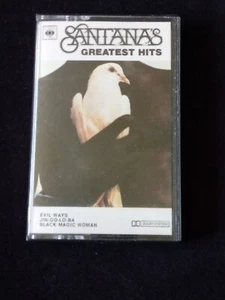 CBS
SANTANA'S
GREATEST HITS
EVIL WAYS
JIN-GO-LO-BA
BLACK MAGIC WOMAN